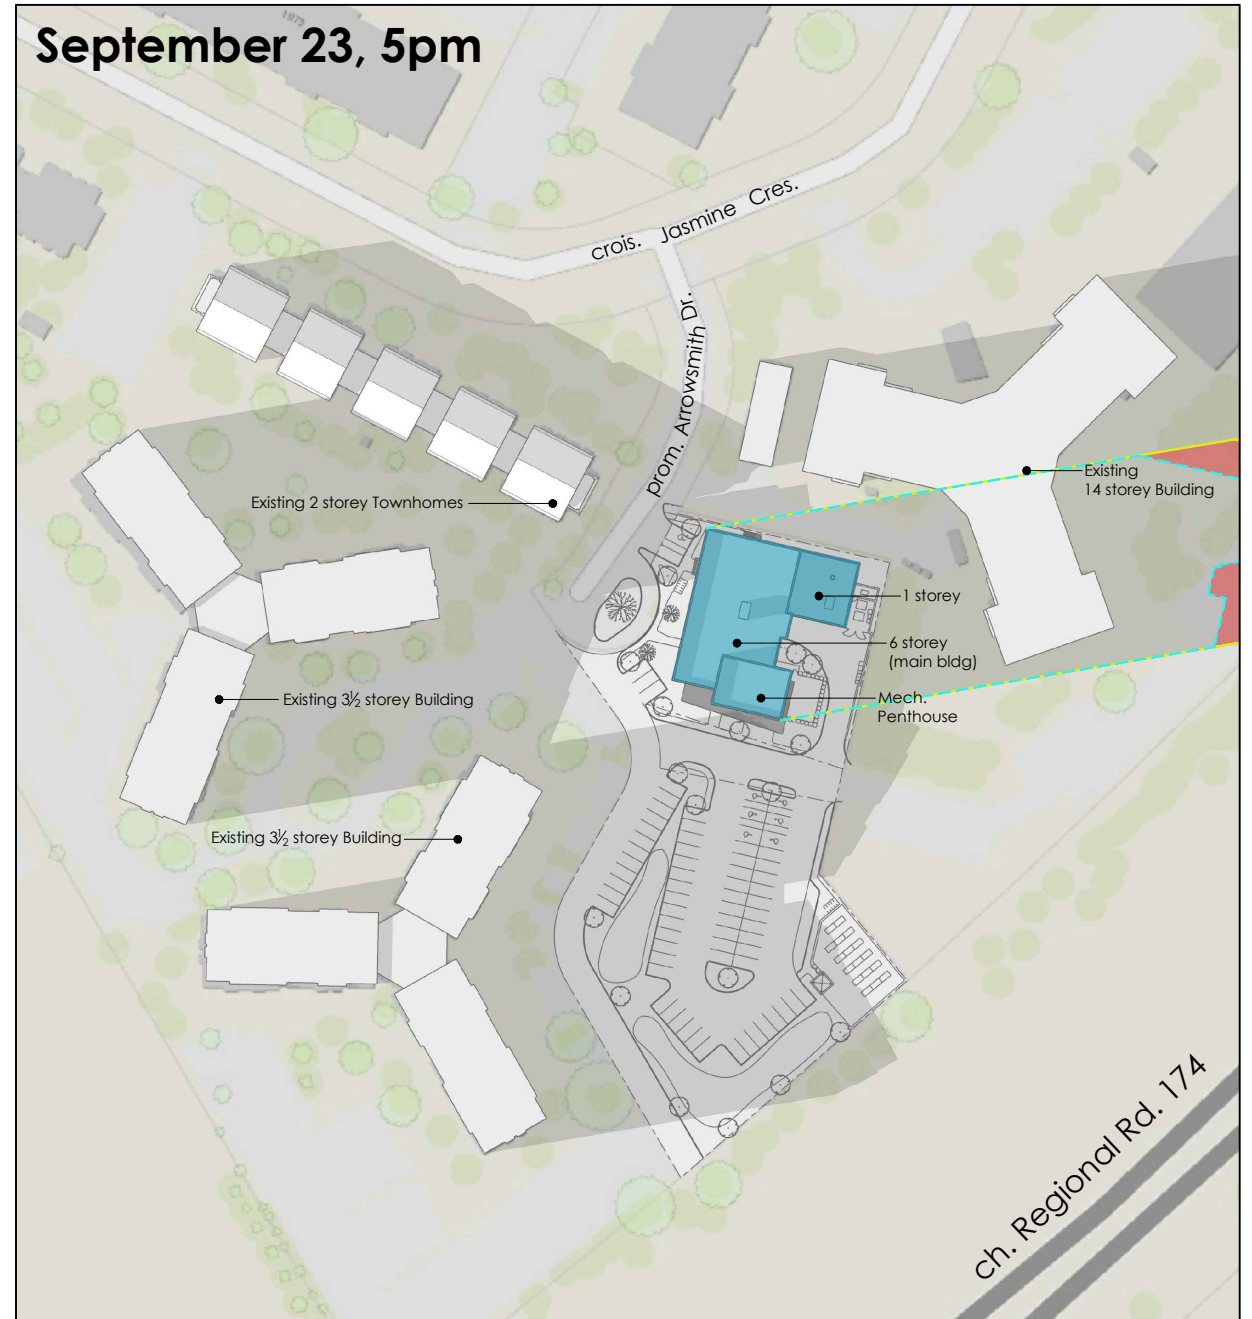 1973
September 23, 5pm
crois. Jasmine Cres.
prom. Arrowsmith Dr.
Existing
14 storey Building
Existing 2 storey Townhomes
1 storey
6 storey
(main bldg)
Existing 3½ storey Building
Mech.
Penthouse
Existing 3½ storey Building
ch. Regional Rd. 174